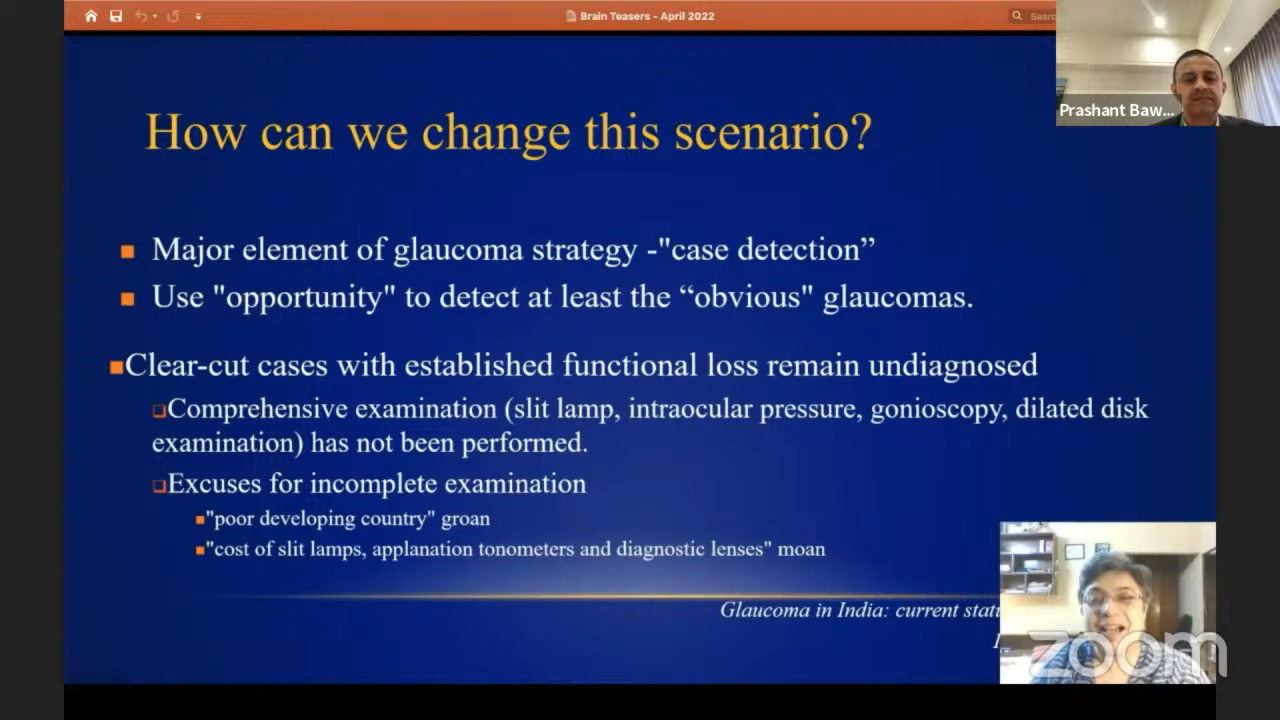 Brain Teasers - April 2022
Prashant Baw...
How can we change this scenario?
Major element of glaucoma strategy -"case detection”
Use "opportunity" to detect at least the “obvious" glaucomas.
Clear-cut cases with established functional loss remain undiagnosed
Comprehensive examination (slit lamp, intraocular pressure, gonioscopy, dilated disk
examination) has not been performed.
Excuses for incomplete examination
"poor developing country" groan
"cost of slit lamps, applanation tonometers and diagnostic lenses" moan
Glaucoma in India: current
zoom